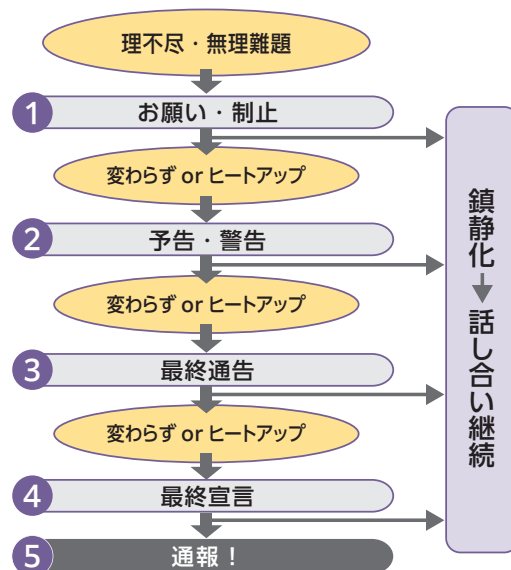 理不尽・無理難題
1 お願い・制止
変わらず or ヒートアップ
2 予告・警告
変わらず or ヒートアップ
3 最終通告
変わらず or ヒートアップ
4 最終宣言
5 通報！
鎮静化→話し合い継続